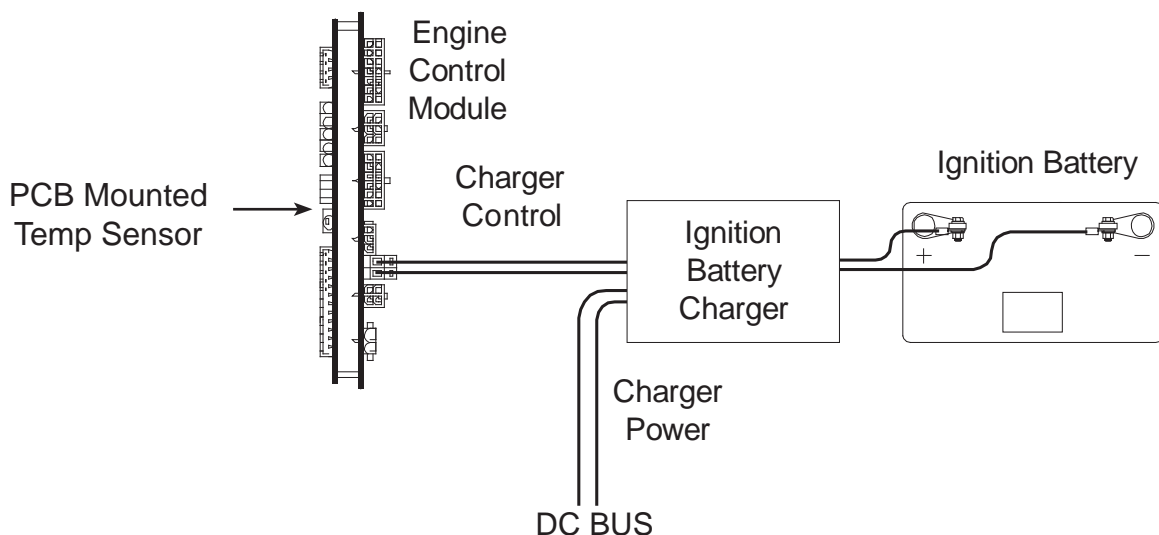 Engine
Control
Module
PCB Mounted
Temp Sensor
Charger
Control
Ignition
Battery
Charger
Ignition Battery
+
–
Charger
Power
DC BUS